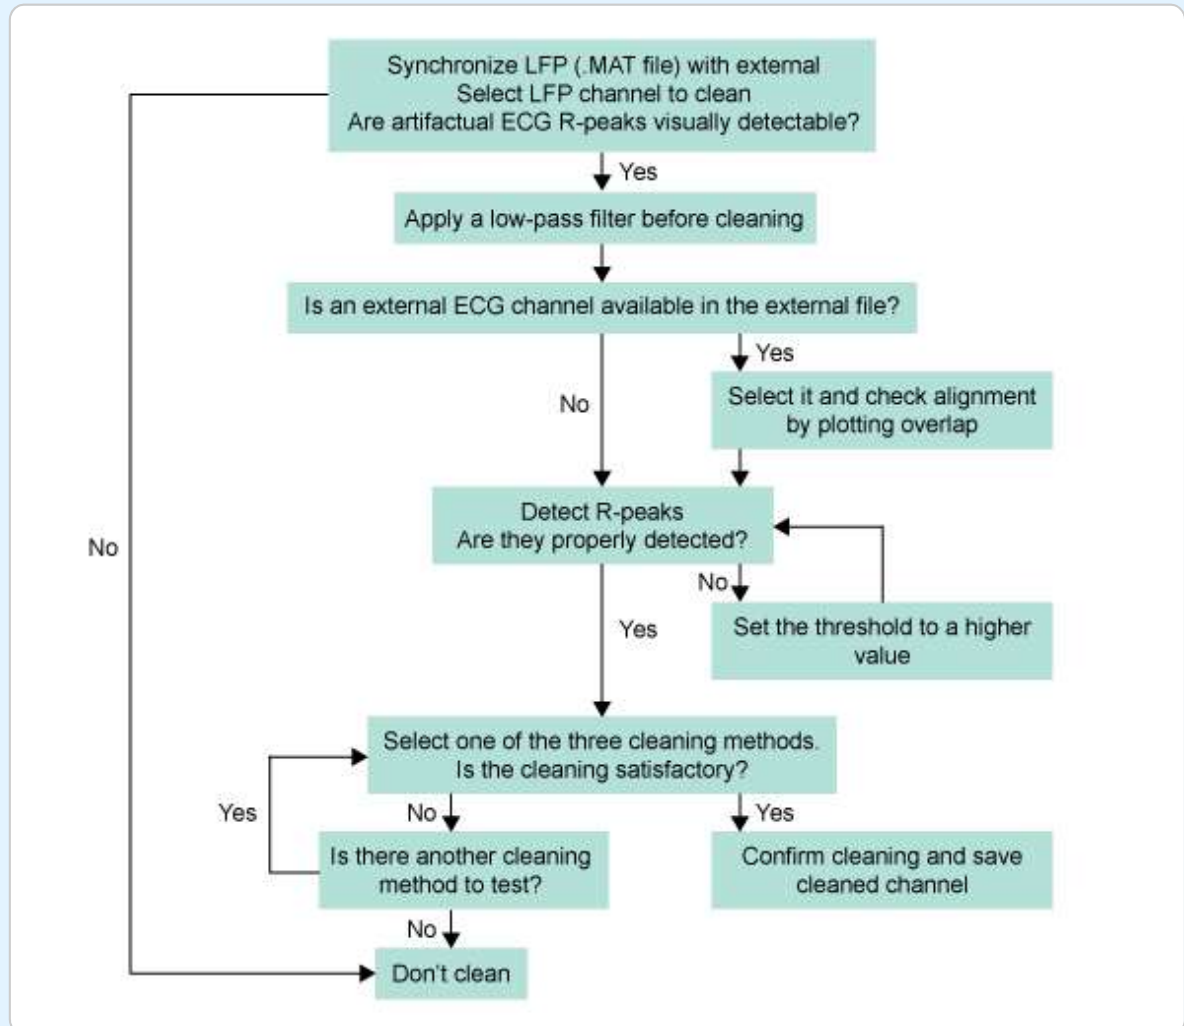 Synchronize LFP (.MAT file) with external
Select LFP channel to clean
Are artifactual ECG R-peaks visually detectable?
Yes
Apply a low-pass filter before cleaning
Is an external ECG channel available in the external file?
Yes
No
Select it and check alignment
by plotting overlap
Detect R-peaks
Are they properly detected?
No
No
Yes
Set the threshold to a higher
value
Select one of the three cleaning methods.
Is the cleaning satisfactory?
Yes
No
Yes
Is there another cleaning
method to test?
Confirm cleaning and save
cleaned channel
No
Don't clean